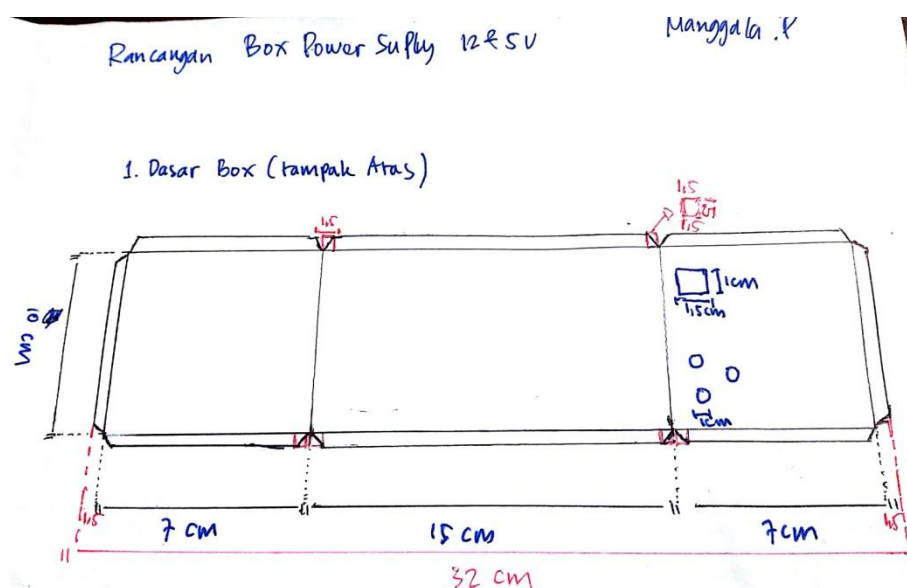 Rancangan Box Power Suply 12 & 5V
Manggala .P
1. Dasar Box (tampak Atas)
1,5
1,5
1,5
1,5
1cm
1,5cm
10 cm
1cm
1,5
7 cm
15 cm
7cm
1,5
32 cm